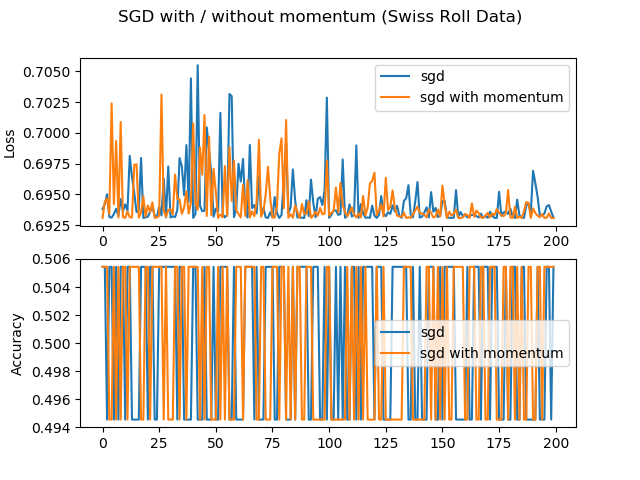 SGD with / without momentum (Swiss Roll Data)
0.7050
0.7025
0.7000
0.6975
0.6950
0.6925
Loss
sgd
sgd with momentum
0 25 50 75 100 125 150 175 200
0.506
0.504
0.502
0.500
0.498
0.496
0.494
Accuracy
sgd
sgd with momentum
0 25 50 75 100 125 150 175 200